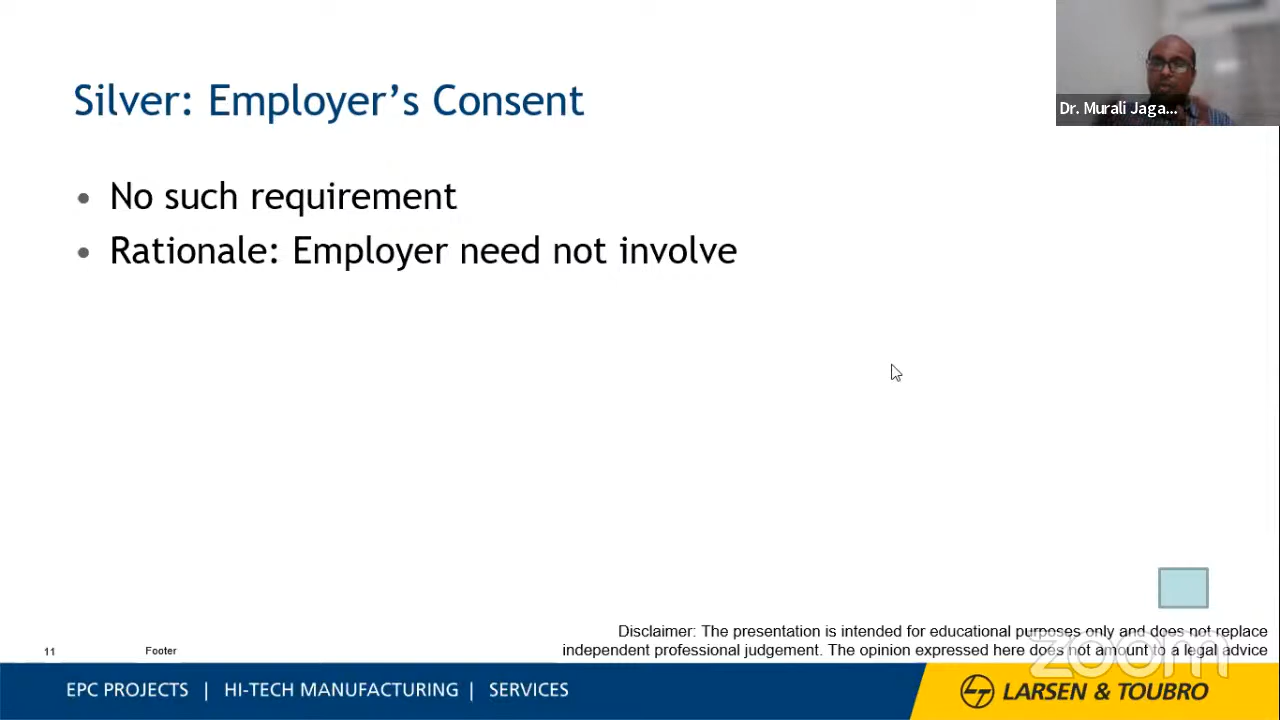 Silver: Employer's Consent
Dr. Murali Jaga...
• No such requirement
• Rationale: Employer need not involve
Disclaimer: The presentation is intended for educational purposes only and does not replace
independent professional judgement. The opinion expressed here does not amount to a legal advice
zoom
11 Footer
EPC PROJECTS | HI-TECH MANUFACTURING | SERVICES
LARSEN & TOUBRO